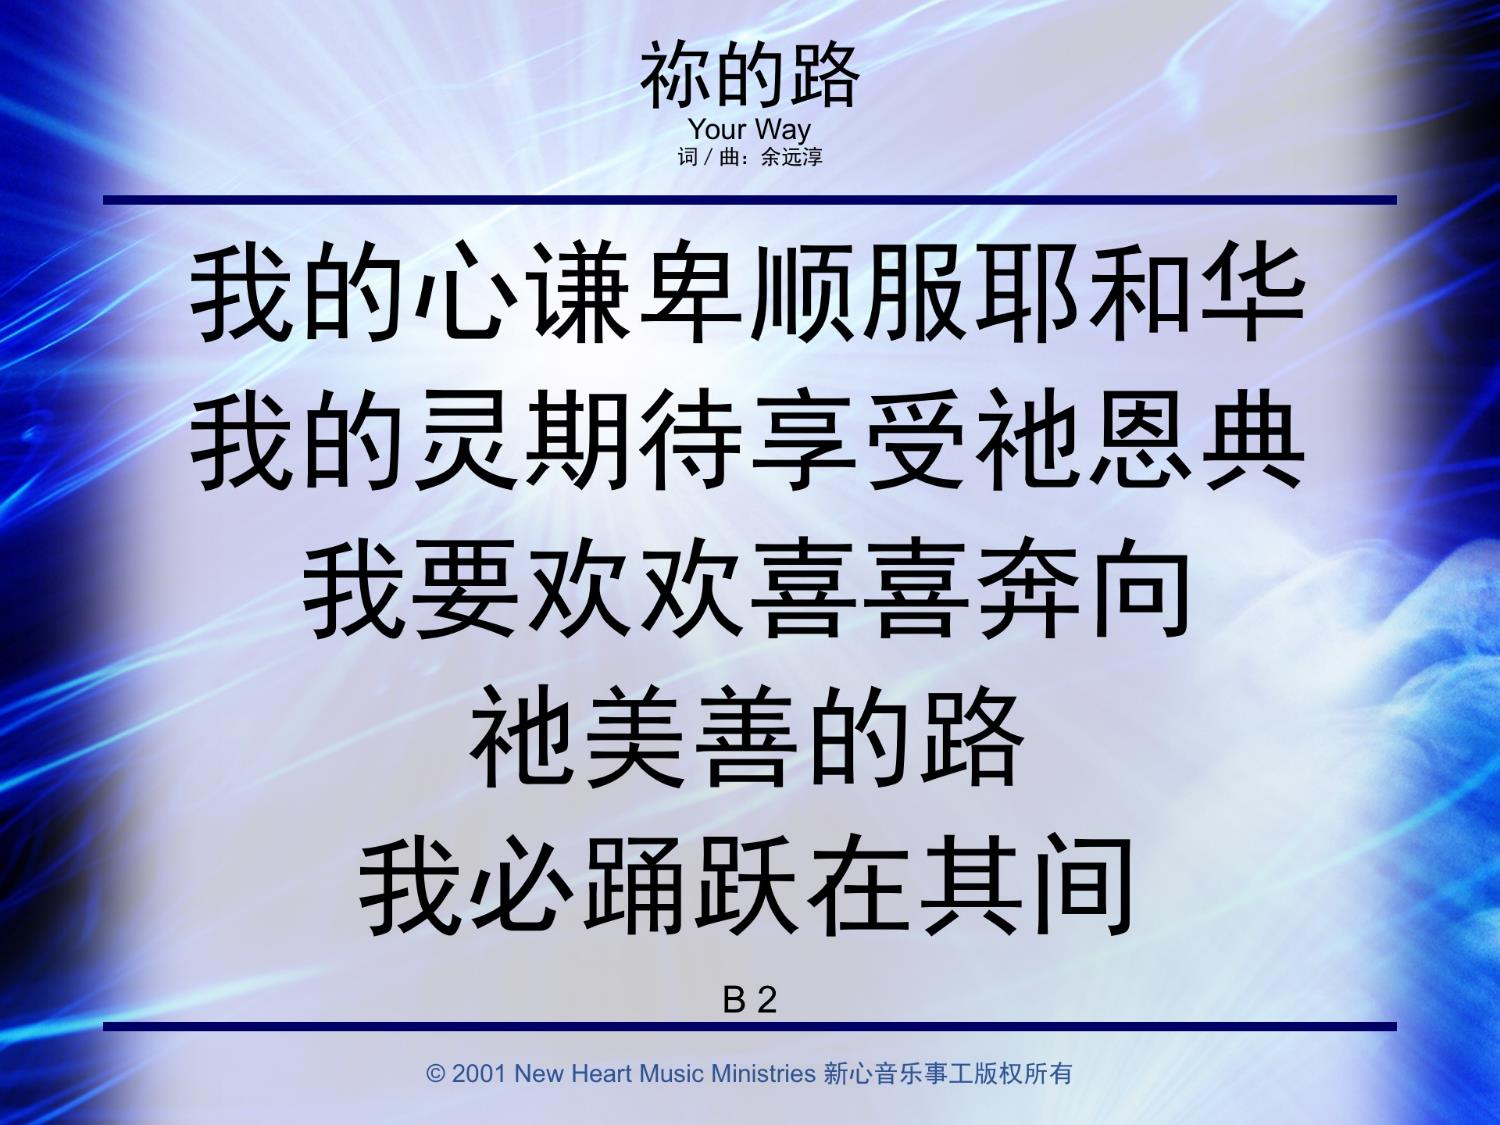 祢的路
Your Way
词 / 曲：余远淳
我的心谦卑顺服耶和华
我的灵期待享受祂恩典
我要欢欢喜喜奔向
祂美善的路
我必踊跃在其间
B 2
© 2001 New Heart Music Ministries 新心音乐事工版权所有